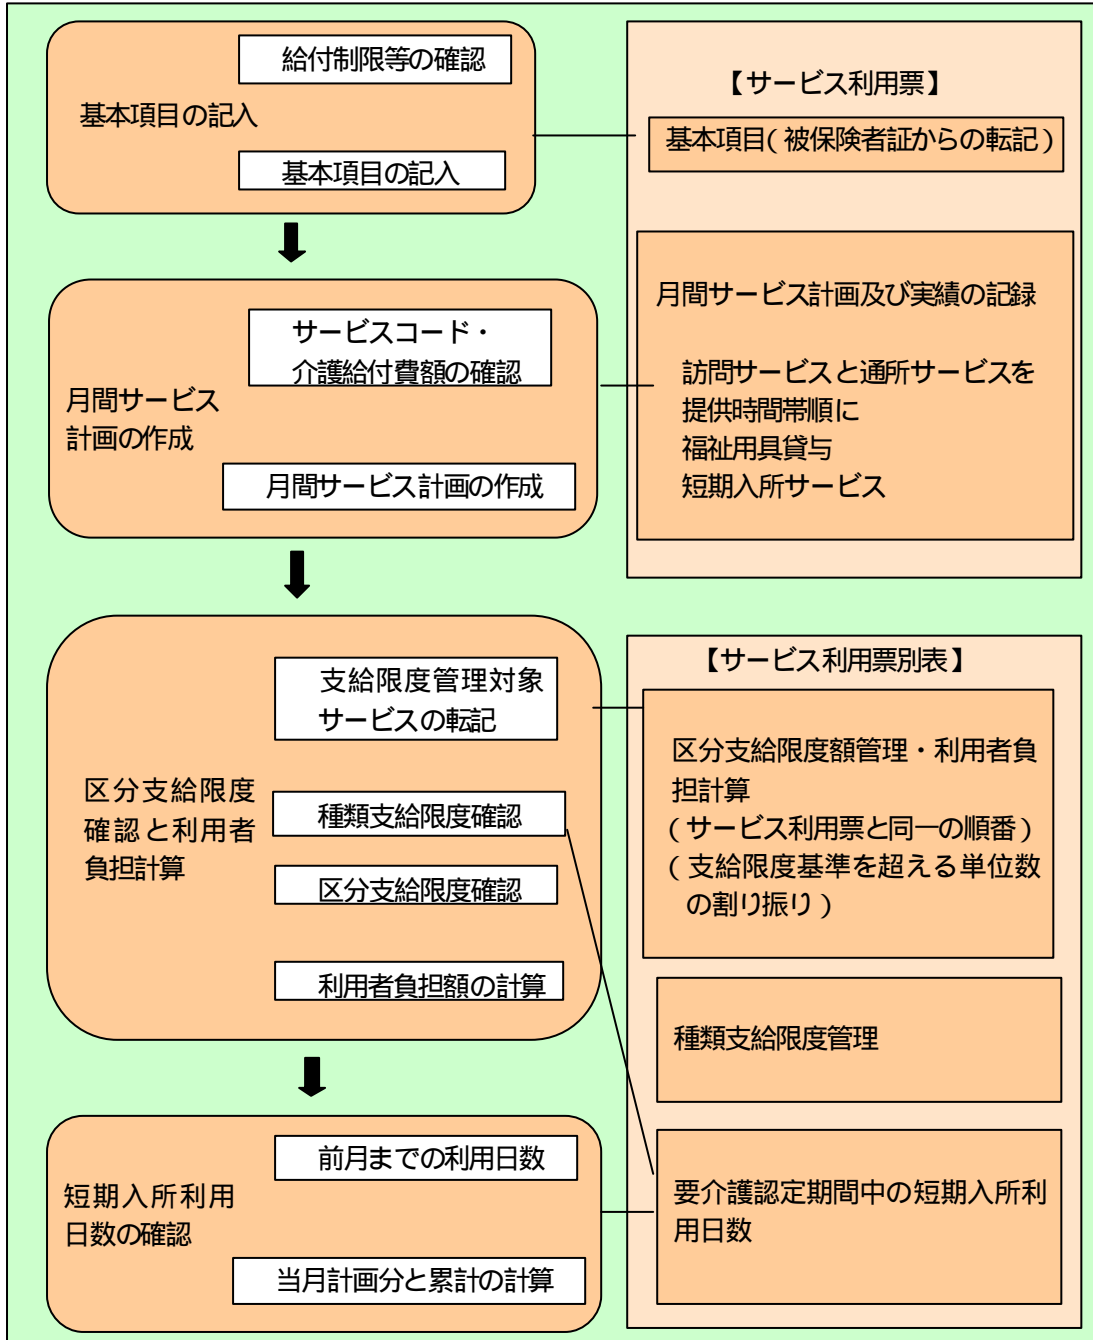 給付制限等の確認
基本項目の記入
基本項目の記入
【サービス利用票】
基本項目(被保険者証からの転記)
サービスコード・
介護給付費額の確認
月間サービス
計画の作成
月間サービス計画の作成
月間サービス計画及び実績の記録
訪問サービスと通所サービスを
提供時間帯順に
福祉用具貸与
短期入所サービス
支給限度管理対象
サービスの転記
区分支給限度
確認と利用者
負担計算
種類支給限度確認
区分支給限度確認
利用者負担額の計算
【サービス利用票別表】
区分支給限度額管理・利用者負
担計算
(サービス利用票と同一の順番)
(支給限度基準を超える単位数
の割り振り)
種類支給限度管理
前月までの利用日数
短期入所利用
日数の確認
当月計画分と累計の計算
要介護認定期間中の短期入所利
用日数